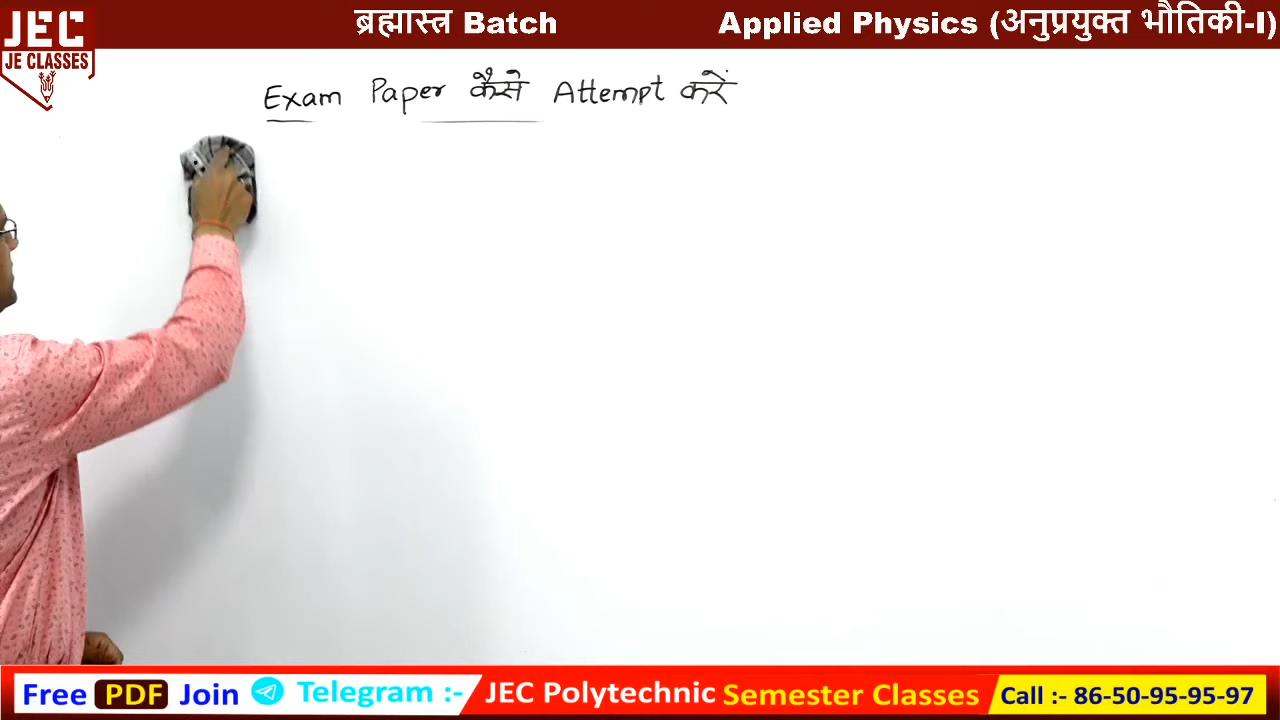 JEC
JE CLASSES
ब्रह्मास्त्र Batch
Applied Physics (अनुप्रयुक्त भौतिकी-I)
Exam Paper कैसे Attempt करें
Free PDF Join Telegram :- JEC Polytechnic Semester Classes Call :- 86-50-95-95-97